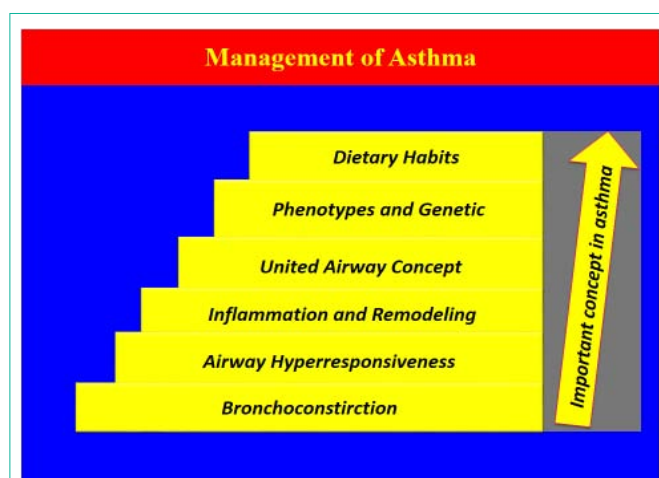 Management of Asthma
Dietary Habits
Phenotypes and Genetic
United Airway Concept
Inflammation and Remodeling
Airway Hyperresponsiveness
Bronchoconstirction
Important concept in asthma